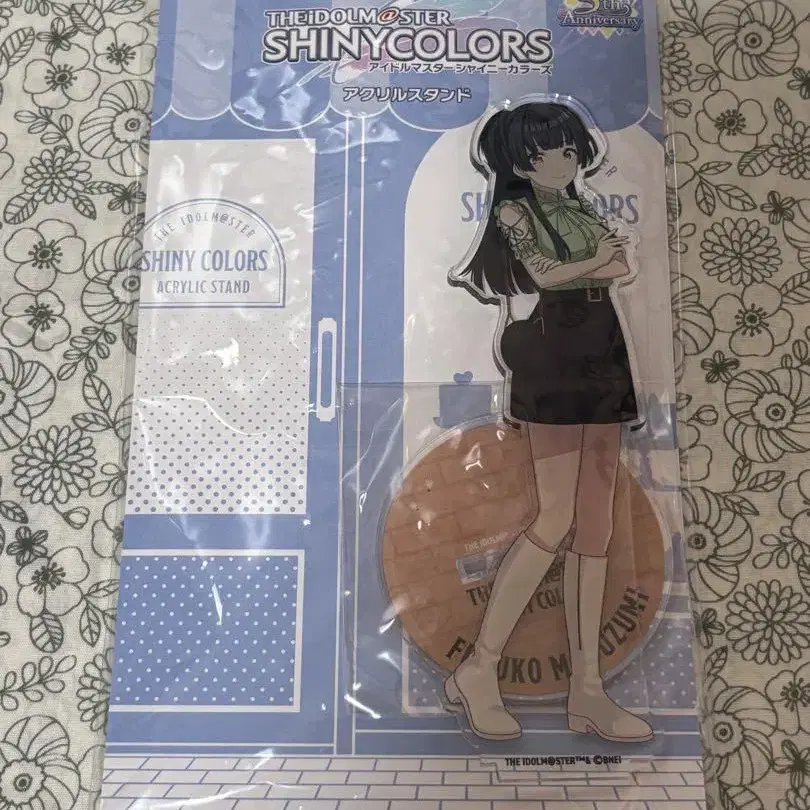 THE iDOLM@STER
SHINYCOLORS
アイドルマスターシャイニーカラーズ
5th
Anniversary
アクリルスタンド
THE IDOLM@STER
SHINY COLORS
ACRYLIC STAND
THE IDOLM@STER™& ©BNEI